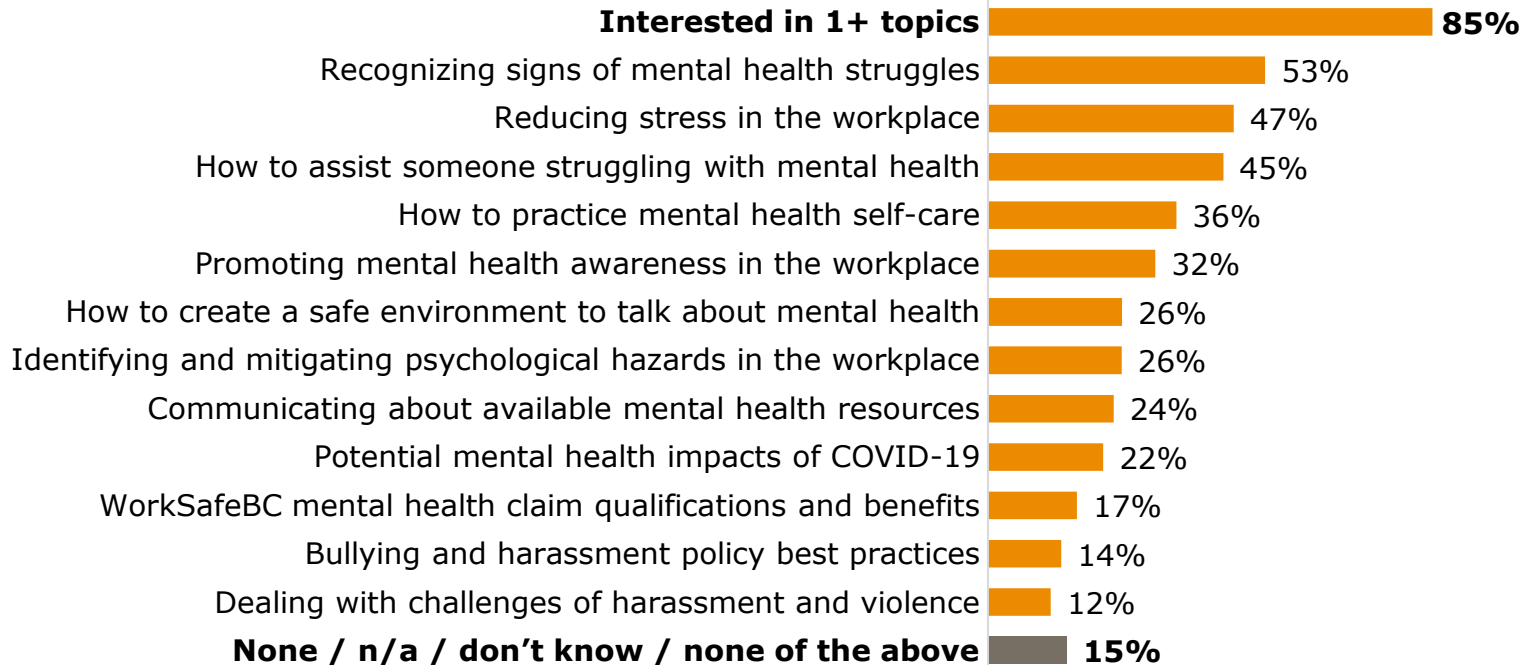 Interested in 1+ topics 85%
Recognizing signs of mental health struggles 53%
Reducing stress in the workplace 47%
How to assist someone struggling with mental health 45%
How to practice mental health self-care 36%
Promoting mental health awareness in the workplace 32%
How to create a safe environment to talk about mental health 26%
Identifying and mitigating psychological hazards in the workplace 26%
Communicating about available mental health resources 24%
Potential mental health impacts of COVID-19 22%
WorkSafeBC mental health claim qualifications and benefits 17%
Bullying and harassment policy best practices 14%
Dealing with challenges of harassment and violence 12%
None / n/a / don’t know / none of the above 15%